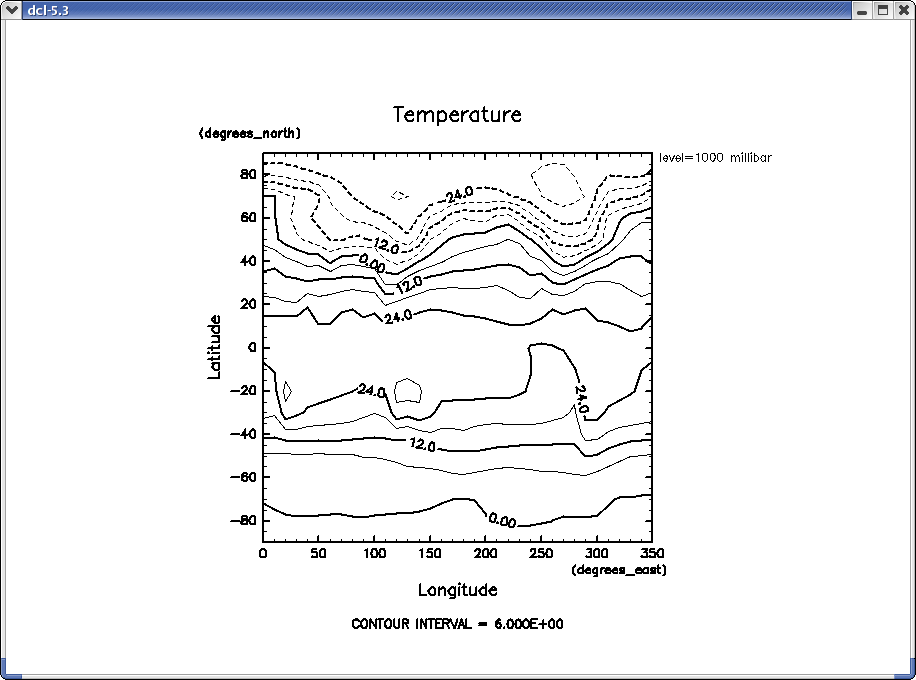 dcl-5.3
Temperature
(degrees_north)
level=1000 millibar
80
60
40
20
0
−20
−40
−60
−80
Latitude
24.0
12.0
0.00
12.0
24.0
24.0
24.0
12.0
0.00
0 50 100 150 200 250 300 350
(degrees_east)
Longitude
CONTOUR INTERVAL = 6.000E+00